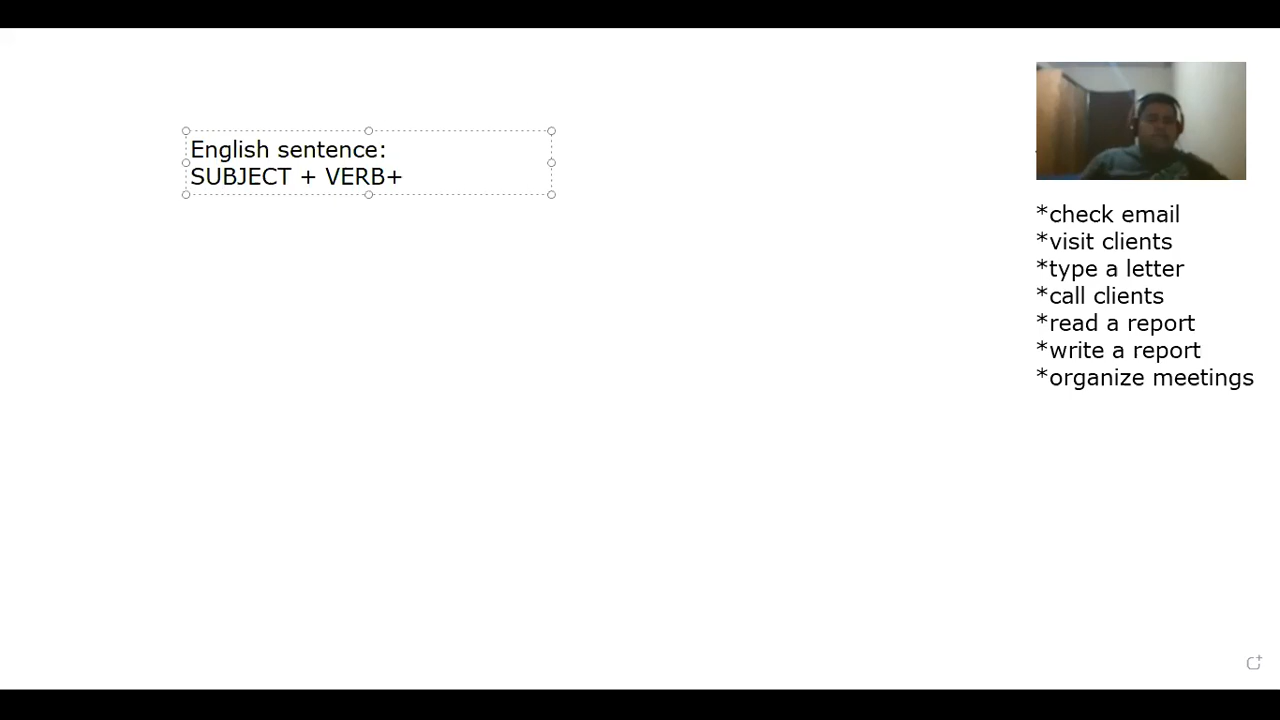 English sentence:
SUBJECT + VERB+
*check email
*visit clients
*type a letter
*call clients
*read a report
*write a report
*organize meetings